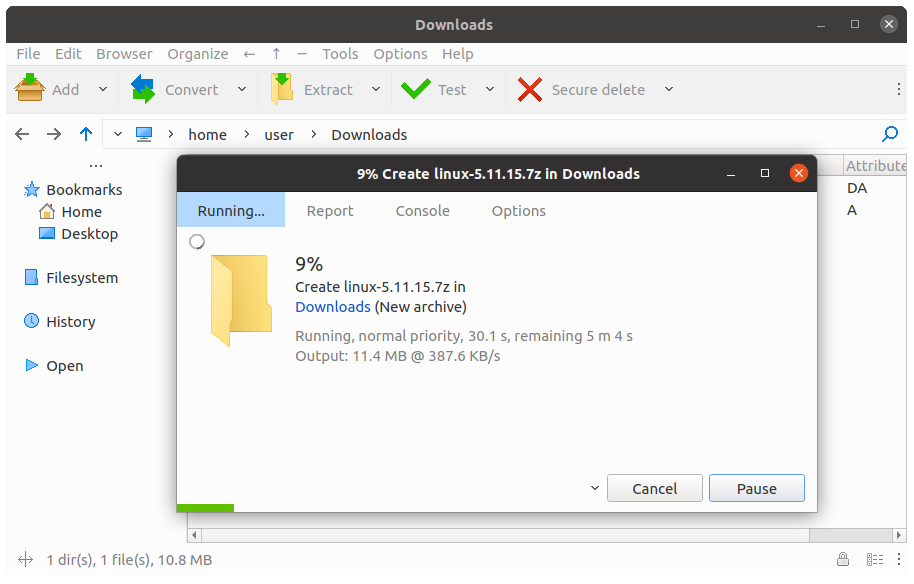 Downloads
File Edit Browser Organize ← ↑ − Tools Options Help
Add Convert Extract Test Secure delete
home user Downloads
...
Bookmarks
Home
Desktop
Filesystem
History
Open
Attribute
DA
A
9% Create linux-5.11.15.7z in Downloads
Running... Report Console Options
9%
Create linux-5.11.15.7z in
Downloads (New archive)
Running, normal priority, 30.1 s, remaining 5 m 4 s
Output: 11.4 MB @ 387.6 KB/s
Cancel Pause
1 dir(s), 1 file(s), 10.8 MB